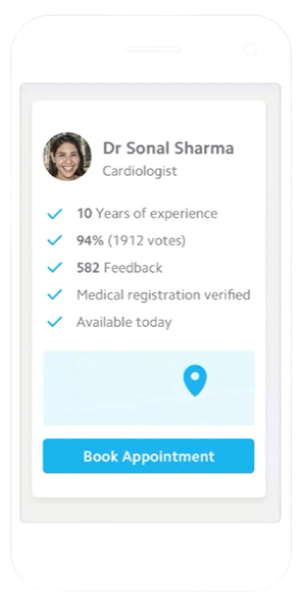 Dr Sonal Sharma
Cardiologist
10 Years of experience
94% (1912 votes)
582 Feedback
Medical registration verified
Available today
Book Appointment